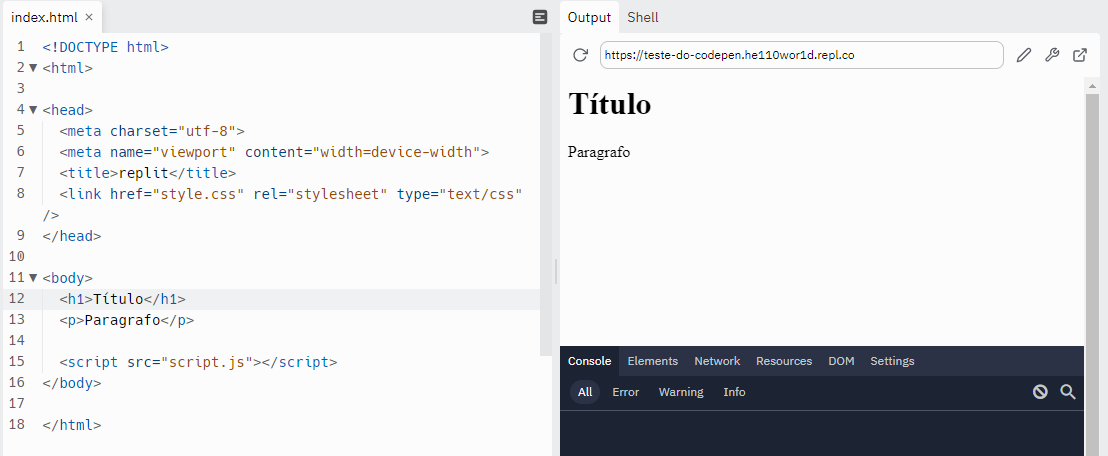 index.html ×
1 <!DOCTYPE html>
2 <html>
3
4 <head>
5 <meta charset="utf-8">
6 <meta name="viewport" content="width=device-width">
7 <title>replit</title>
8 <link href="style.css" rel="stylesheet" type="text/css"
/>
9 </head>
10
11 <body>
12 <h1>Título</h1>
13 <p>Paragrafo</p>
14
15 <script src="script.js"></script>
16 </body>
17
18 </html>
Output Shell
https://teste-do-codepen.he110wor1d.repl.co
Título
Paragrafo
Console Elements Network Resources DOM Settings
All Error Warning Info